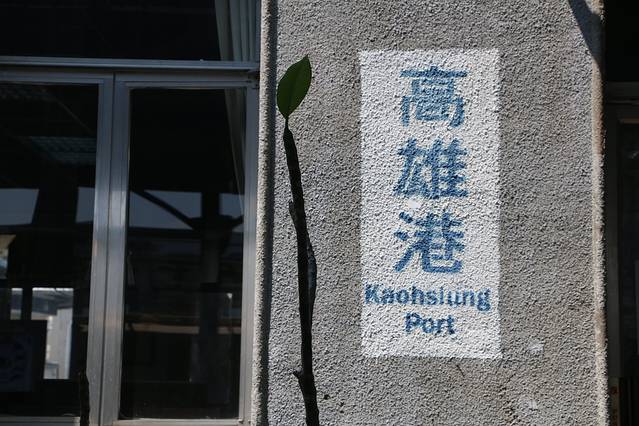 高雄港
Kaohsiung
Port